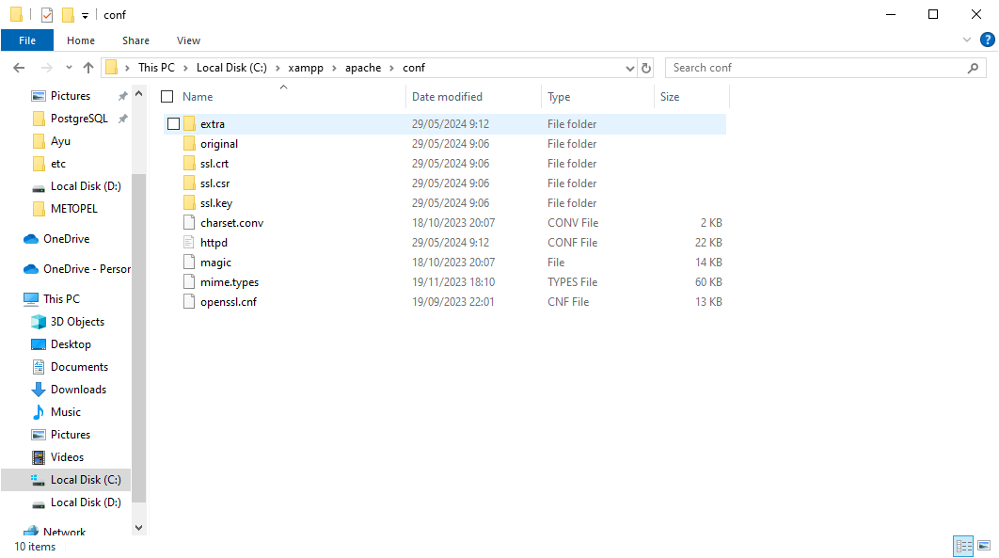 conf
File Home Share View
This PC Local Disk (C:) xampp apache conf
Search conf
Pictures
PostgreSQL
Ayu
etc
Local Disk (D:)
METOPEL
OneDrive
OneDrive - Person
This PC
3D Objects
Desktop
Documents
Downloads
Music
Pictures
Videos
Local Disk (C:)
Local Disk (D:)
Network
Name Date modified Type Size
extra 29/05/2024 9:12 File folder
original 29/05/2024 9:06 File folder
ssl.crt 29/05/2024 9:06 File folder
ssl.csr 29/05/2024 9:06 File folder
ssl.key 29/05/2024 9:06 File folder
charset.conv 18/10/2023 20:07 CONV File 2 KB
httpd 29/05/2024 9:12 CONF File 22 KB
magic 18/10/2023 20:07 File 14 KB
mime.types 19/11/2023 18:10 TYPES File 60 KB
openssl.cnf 19/09/2023 22:01 CNF File 13 KB
10 items